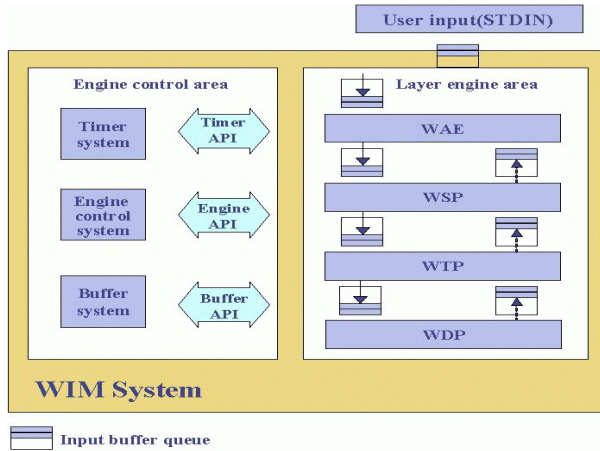 User input(STDIN)
Engine control area
Layer engine area
Timer
system
Timer
API
WAE
Engine
control
system
Engine
API
WSP
WTP
Buffer
system
Buffer
API
WDP
WIM System
Input buffer queue